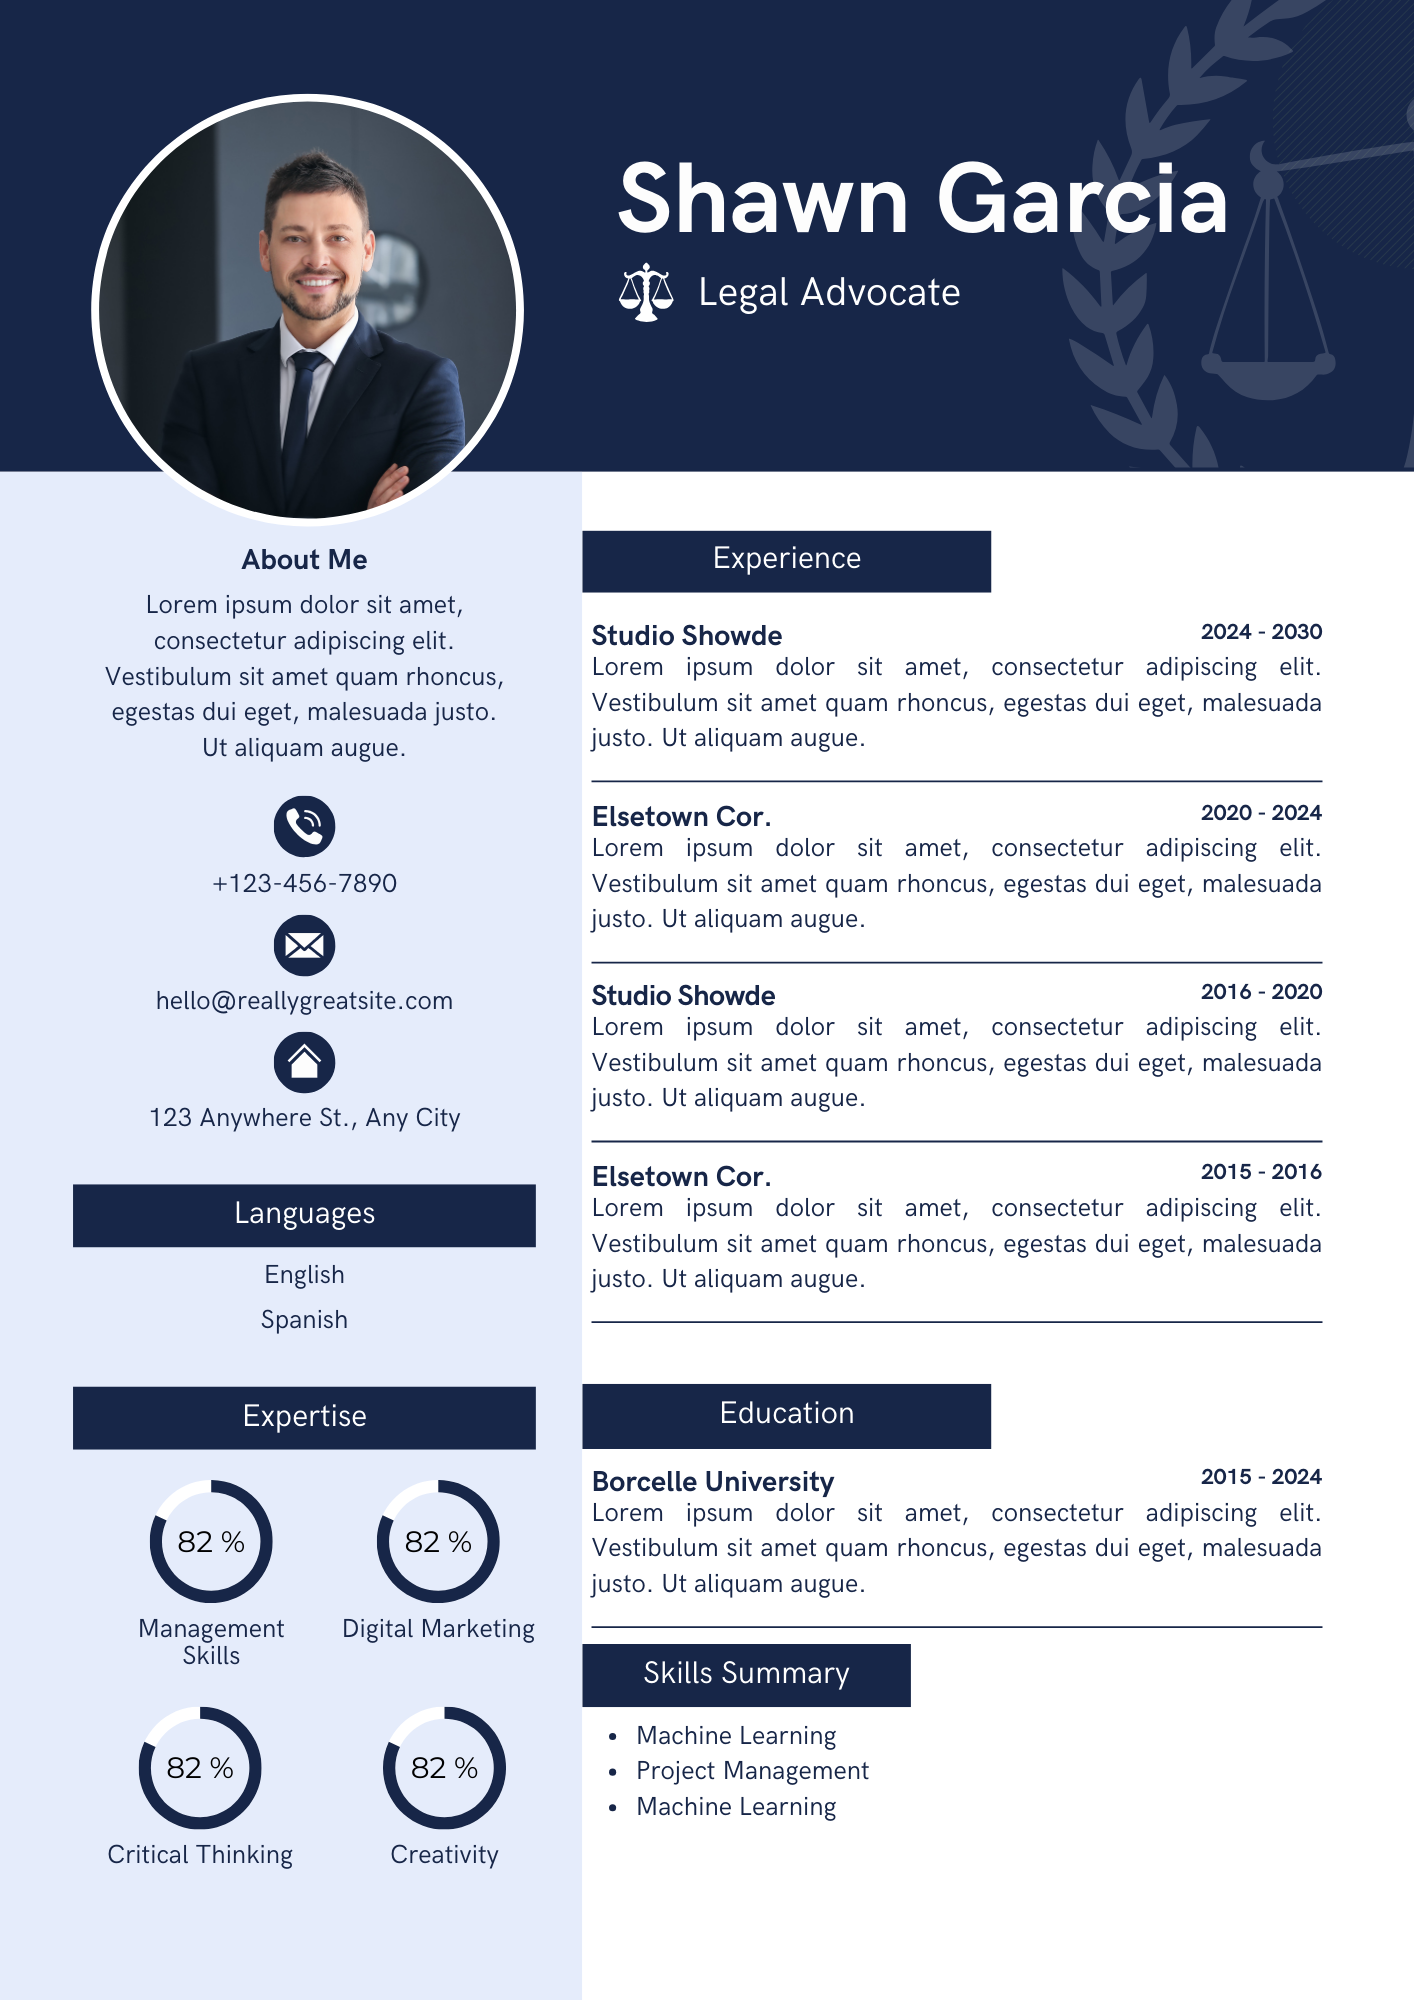 Shawn Garcia
Legal Advocate
About Me
Lorem ipsum dolor sit amet,
consectetur adipiscing elit.
Vestibulum sit amet quam rhoncus,
egestas dui eget, malesuada justo.
Ut aliquam augue.
+123-456-7890
hello@reallygreatsite.com
123 Anywhere St., Any City
Languages
English
Spanish
Expertise
82 %
82 %
Management
Skills
Digital Marketing
82 %
82 %
Critical Thinking
Creativity
Experience
Studio Showde
2024 - 2030
Lorem ipsum dolor sit amet, consectetur adipiscing elit.
Vestibulum sit amet quam rhoncus, egestas dui eget, malesuada
justo. Ut aliquam augue.
Elsetown Cor.
2020 - 2024
Lorem ipsum dolor sit amet, consectetur adipiscing elit.
Vestibulum sit amet quam rhoncus, egestas dui eget, malesuada
justo. Ut aliquam augue.
Studio Showde
2016 - 2020
Lorem ipsum dolor sit amet, consectetur adipiscing elit.
Vestibulum sit amet quam rhoncus, egestas dui eget, malesuada
justo. Ut aliquam augue.
Elsetown Cor.
2015 - 2016
Lorem ipsum dolor sit amet, consectetur adipiscing elit.
Vestibulum sit amet quam rhoncus, egestas dui eget, malesuada
justo. Ut aliquam augue.
Education
Borcelle University
2015 - 2024
Lorem ipsum dolor sit amet, consectetur adipiscing elit.
Vestibulum sit amet quam rhoncus, egestas dui eget, malesuada
justo. Ut aliquam augue.
Skills Summary
• Machine Learning
• Project Management
• Machine Learning